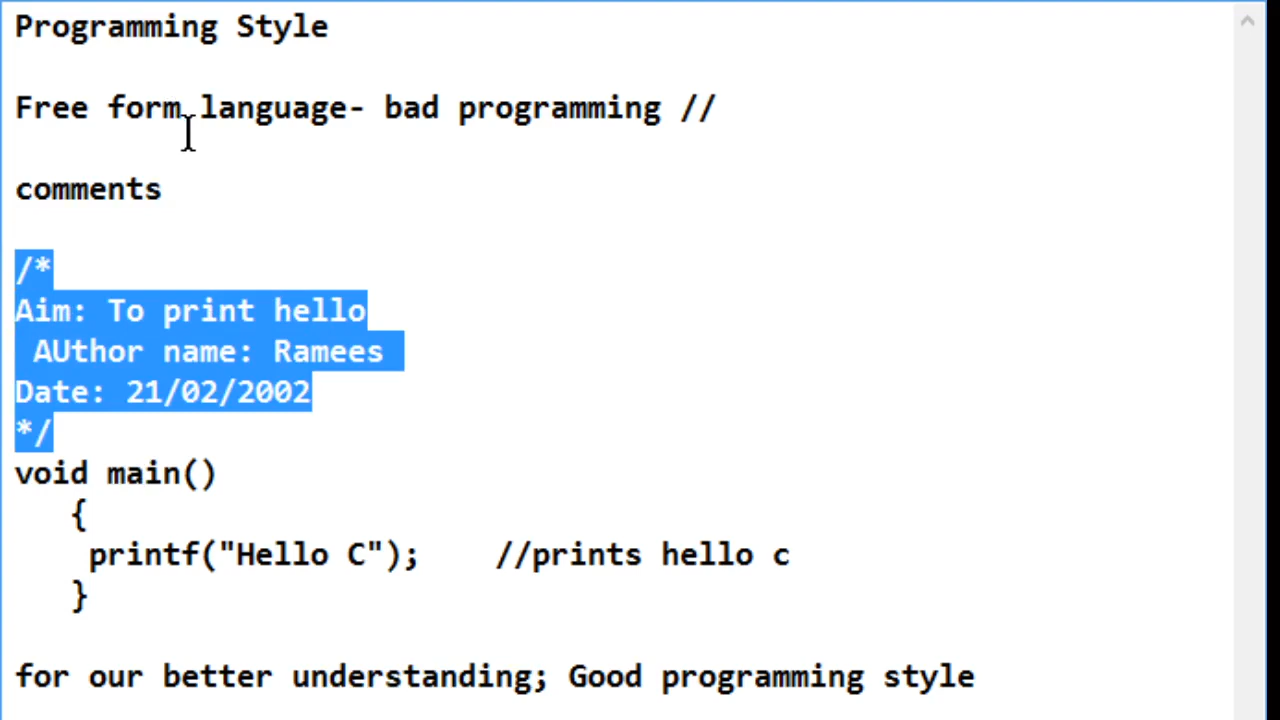 Programming Style
Free form language- bad programming //
comments
/*
Aim: To print hello
AUthor name: Ramees
Date: 21/02/2002
*/
void main()
{
printf("Hello C");    //prints hello c
}
for our better understanding; Good programming style